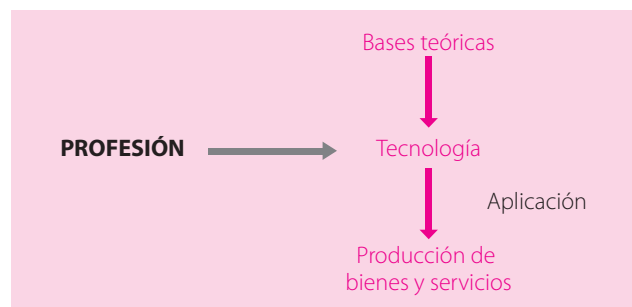 Bases teóricas
PROFESIÓN
Tecnología
Aplicación
Producción de
bienes y servicios